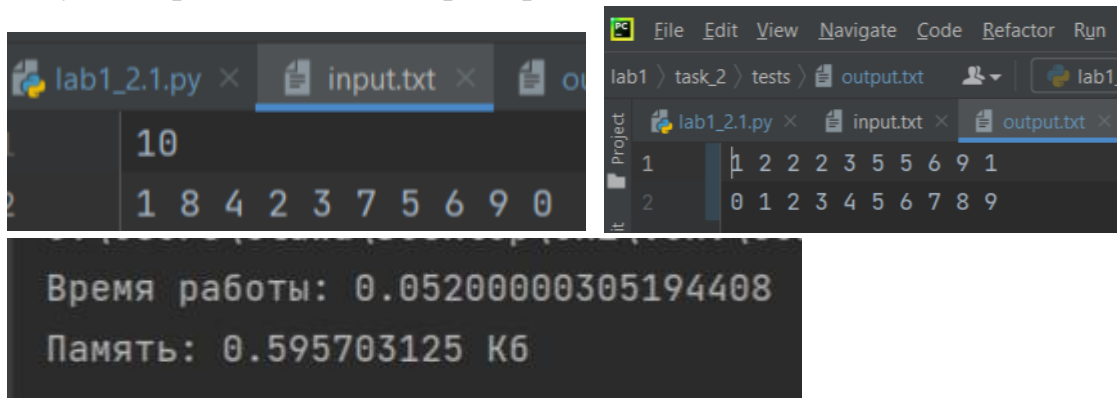 lab1_2.1.py × input.txt ×
10
2 1 8 4 2 3 7 5 6 9 0
PC File Edit View Navigate Code Refactor Run
lab1 〉 task_2 〉 tests 〉 output.txt
lab1_2.1.py × input.txt × output.txt ×
Project
1 1 2 2 2 3 5 5 6 9 1
2 0 1 2 3 4 5 6 7 8 9
Время работы: 0.05200000305194408
Память: 0.595703125 Кб